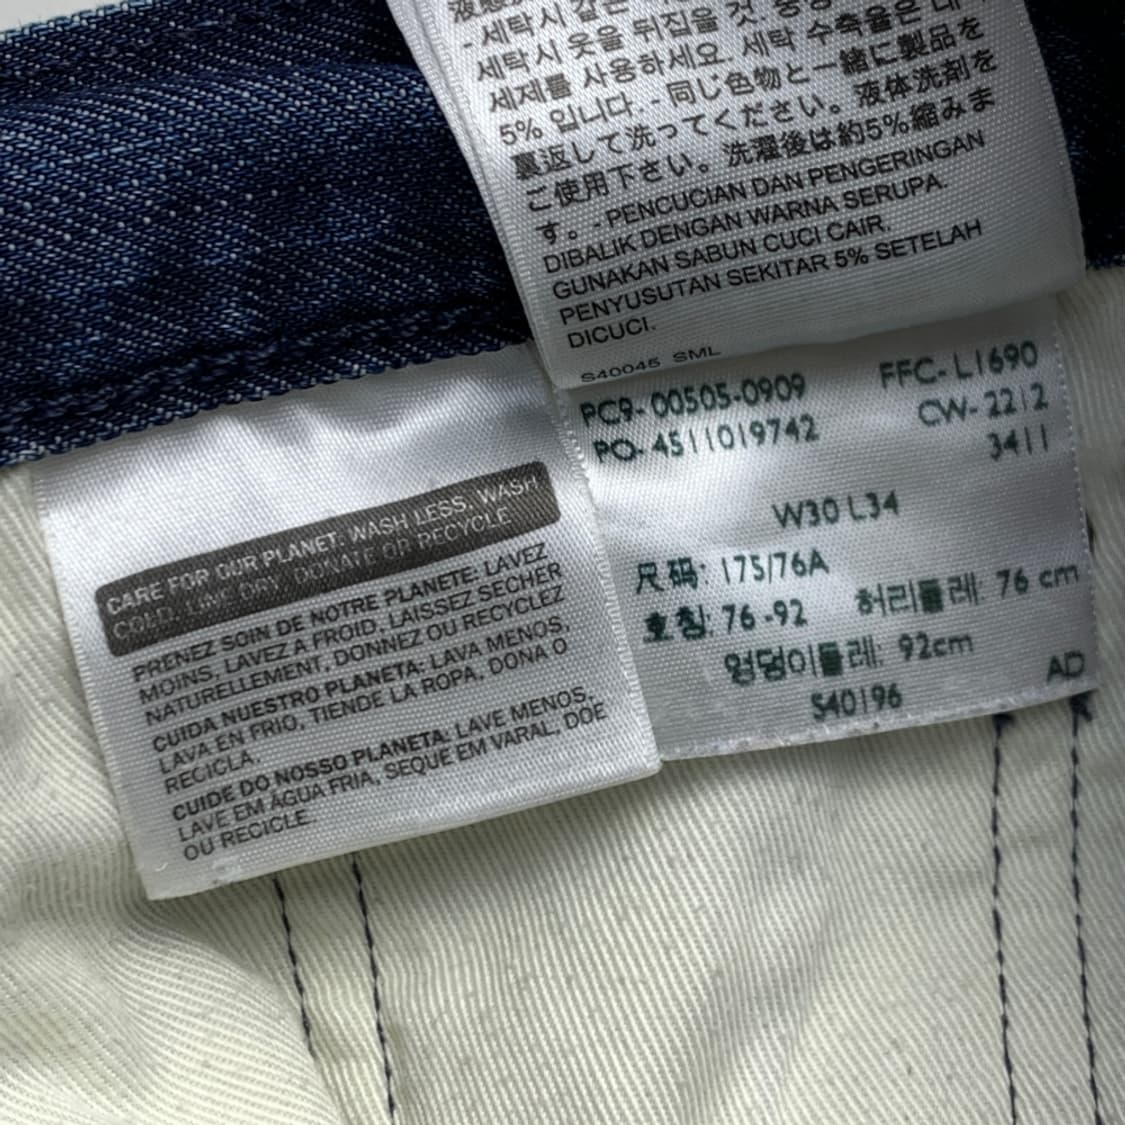 - 세탁시 같은
세탁시 옷을 뒤집을 것.
세제를 사용하세요. 세탁 수축율은 대략
5% 입니다. - 同じ色物と一緒に製品を
裏返して洗ってください。液体洗剤を
ご使用下さい。洗濯後は約5%縮みま
す。- PENCUCIAN DAN PENGERINGAN
DIBALIK DENGAN WARNA SERUPA.
GUNAKAN SABUN CUCI CAIR.
PENYUSUTAN SEKITAR 5% SETELAH
DICUCI.
S40045 SML
PC9-00505-0909 FFC-L1690
PO-4511019742 CW-2212
3411
W30 L34
尺码: 175/76A
호칭: 76-92 허리둘레: 76 cm
엉덩이둘레: 92cm
AD
S40196
CARE FOR OUR PLANET: WASH LESS, WASH
COLD, LINE DRY, DONATE OR RECYCLE
PRENEZ SOIN DE NOTRE PLANETE: LAVEZ
MOINS, LAVEZ A FROID, LAISSEZ SECHER
NATURELLEMENT, DONNEZ OU RECYCLEZ
CUIDA NUESTRO PLANETA: LAVA MENOS,
LAVA EN FRIO, TIENDE LA ROPA, DONA O
RECICLA.
CUIDE DO NOSSO PLANETA: LAVE MENOS,
LAVE EM ÁGUA FRIA, SEQUE EM VARAL, DOE
OU RECICLE.